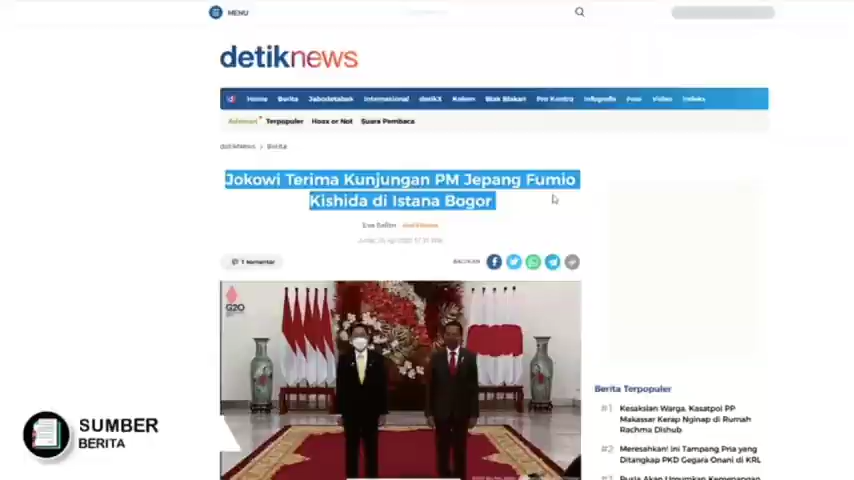 MENU
detiknews
Home Berita Jabodetabek Internasional detikX Kolom Blak Blakan Pro Kontra Infografis Foto Video Indeks
Adsmart Terpopuler Hoax or Not Suara Pembaca
detikNews > Berita
Jokowi Terima Kunjungan PM Jepang Fumio
Kishida di Istana Bogor
1 Komentar
BAGIKAN
G20
Berita Terpopuler
#1 Kesaksian Warga, Kasatpol PP
Makassar Kerap Nginap di Rumah
Rachma Dishub
#2 Meresahkan! Ini Tampang Pria yang
Ditangkap PKD Gegara Onani di KRL
SUMBER
BERITA